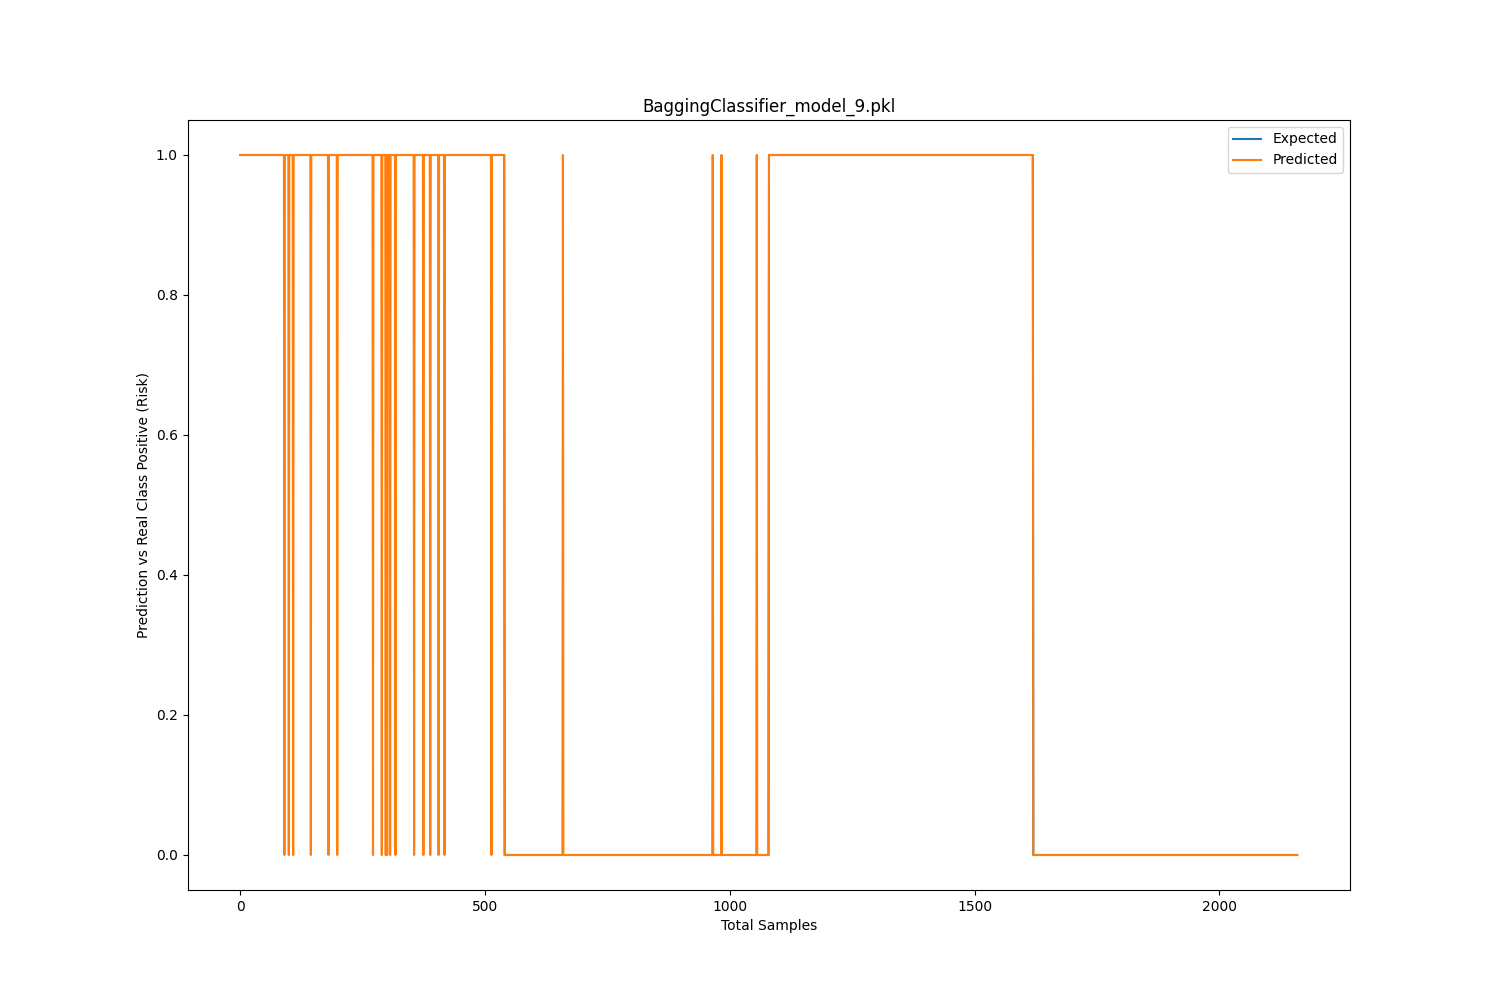 BaggingClassifier_model_9.pkl
Expected
Predicted
1.0
0.8
0.6
0.4
0.2
0.0
Prediction vs Real Class Positive (Risk)
0 500 1000 1500 2000
Total Samples